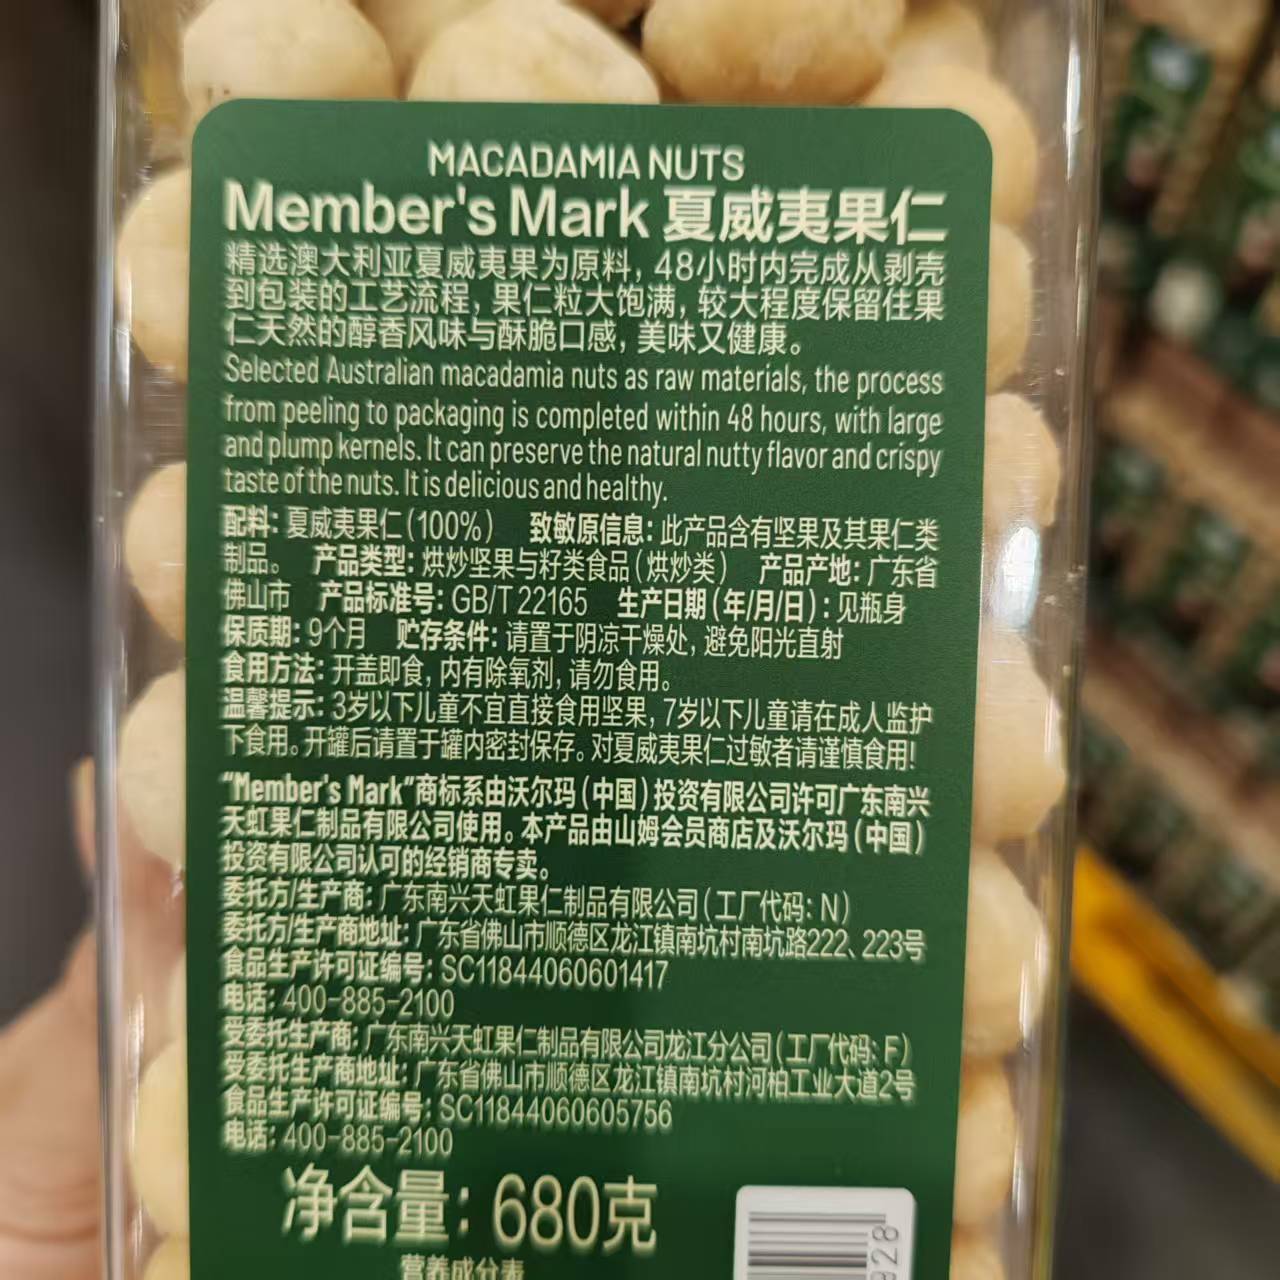 MACADAMIA NUTS
Member's Mark 夏威夷果仁
精选澳大利亚夏威夷果为原料, 48小时内完成从剥壳
到包装的工艺流程, 果仁粒大饱满, 较大程度保留住果
仁天然的醇香风味与酥脆口感, 美味又健康。
Selected Australian macadamia nuts as raw materials, the process
from peeling to packaging is completed within 48 hours, with large
and plump kernels. It can preserve the natural nutty flavor and crispy
taste of the nuts. It is delicious and healthy.
配料: 夏威夷果仁(100%) 致敏原信息: 此产品含有坚果及其果仁类
制品。 产品类型: 烘炒坚果与籽类食品(烘炒类) 产品产地: 广东省
佛山市 产品标准号: GB/T 22165 生产日期(年/月/日): 见瓶身
保质期: 9个月 贮存条件: 请置于阴凉干燥处, 避免阳光直射
食用方法: 开盖即食, 内有除氧剂, 请勿食用。
温馨提示: 3岁以下儿童不宜直接食用坚果, 7岁以下儿童请在成人监护
下食用。开罐后请置于罐内密封保存。对夏威夷果仁过敏者请谨慎食用!
“Member's Mark”商标系由沃尔玛(中国)投资有限公司许可广东南兴
天虹果仁制品有限公司使用。本产品由山姆会员商店及沃尔玛(中国)
投资有限公司认可的经销商专卖。
委托方/生产商: 广东南兴天虹果仁制品有限公司(工厂代码: N)
委托方/生产商地址: 广东省佛山市顺德区龙江镇南坑村南坑路222、223号
食品生产许可证编号: SC11844060601417
电话: 400-885-2100
受委托生产商: 广东南兴天虹果仁制品有限公司龙江分公司(工厂代码: F)
受委托生产商地址: 广东省佛山市顺德区龙江镇南坑村河柏工业大道2号
食品生产许可证编号: SC11844060605756
电话: 400-885-2100
净含量: 680克
营养成分表
928